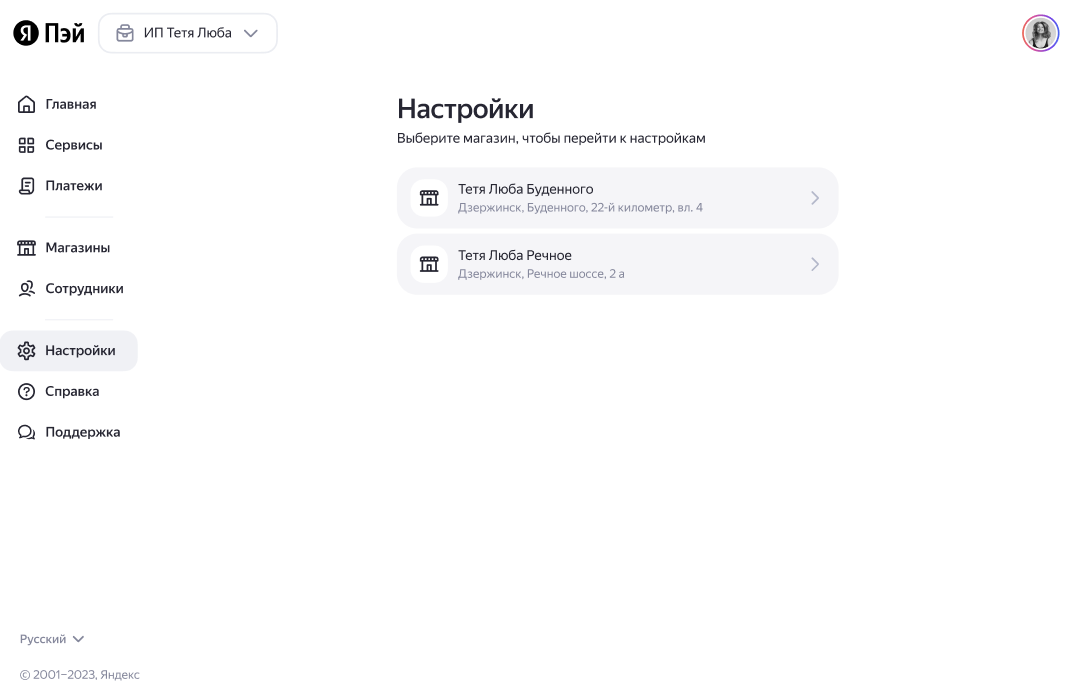 Я Пэй
ИП Тетя Люба
Главная
Сервисы
Платежи
Магазины
Сотрудники
Настройки
Справка
Поддержка
Русский
© 2001–2023, Яндекс
Настройки
Выберите магазин, чтобы перейти к настройкам
Тетя Люба Буденного
Дзержинск, Буденного, 22-й километр, вл. 4
Тетя Люба Речное
Дзержинск, Речное шоссе, 2 а